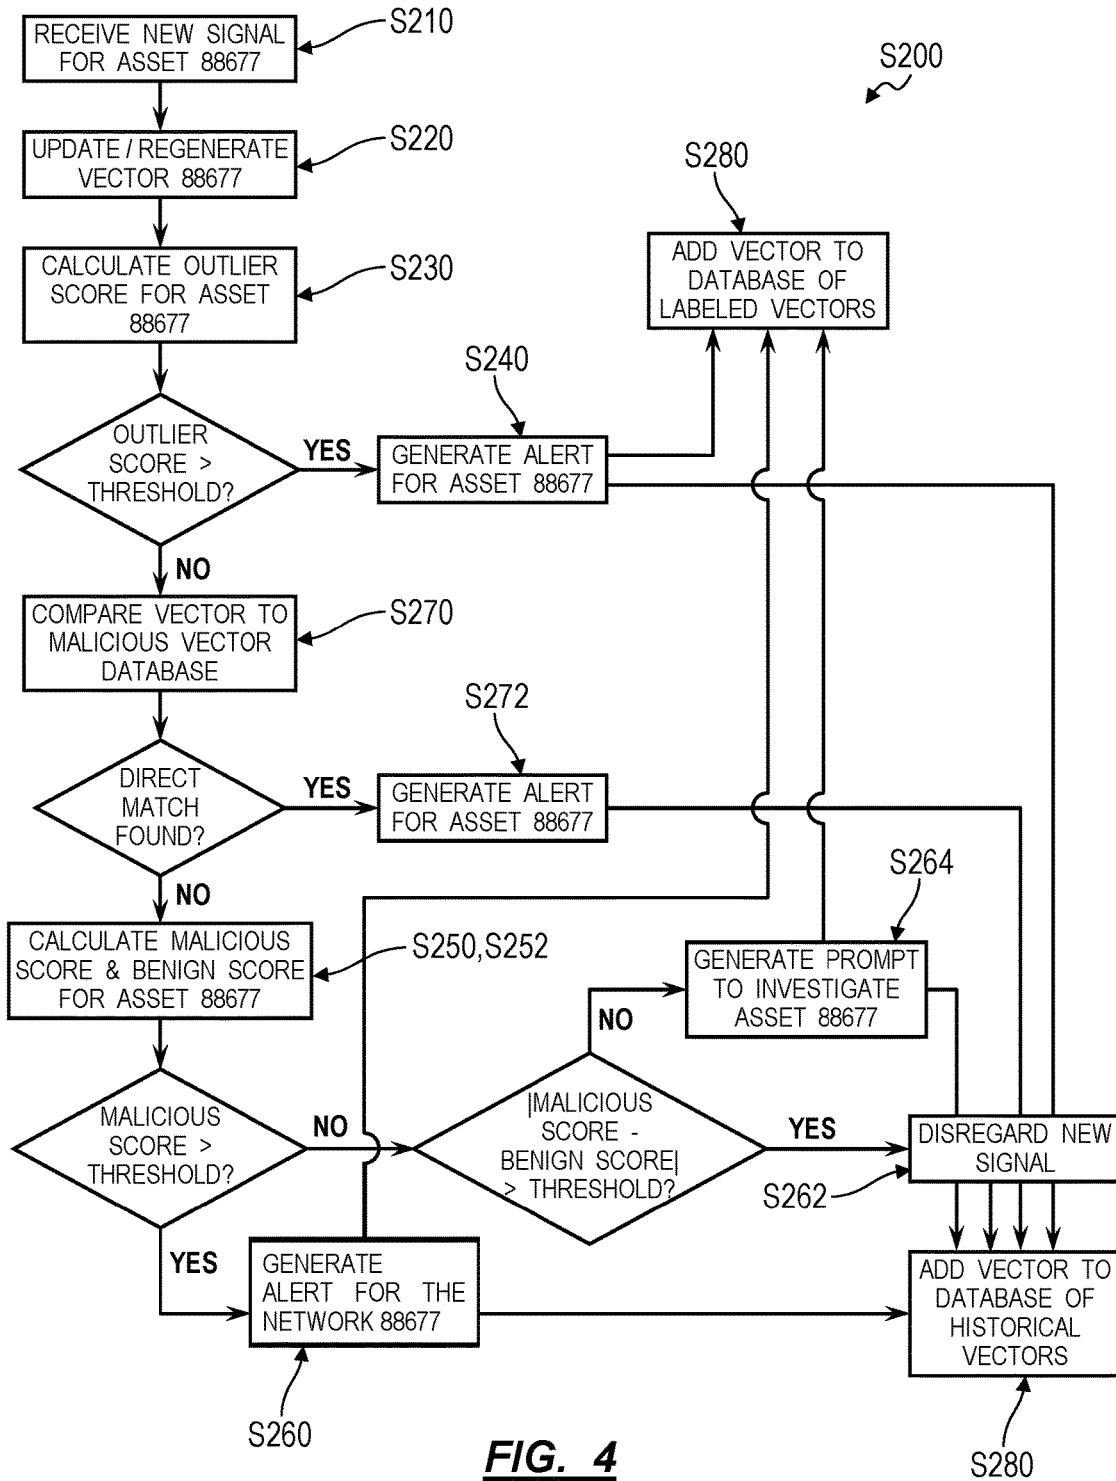 RECEIVE NEW SIGNAL
FOR ASSET 88677
S210
S200
UPDATE / REGENERATE
VECTOR 88677
S220
S280
ADD VECTOR TO
DATABASE OF
LABELED VECTORS
CALCULATE OUTLIER
SCORE FOR ASSET
88677
S230
S240
OUTLIER
SCORE >
THRESHOLD?
YES
GENERATE ALERT
FOR ASSET 88677
NO
COMPARE VECTOR TO
MALICIOUS VECTOR
DATABASE
S270
S272
DIRECT
MATCH
FOUND?
YES
GENERATE ALERT
FOR ASSET 88677
NO
S264
CALCULATE MALICIOUS
SCORE & BENIGN SCORE
FOR ASSET 88677
S250,S252
GENERATE PROMPT
TO INVESTIGATE
ASSET 88677
NO
MALICIOUS
SCORE >
THRESHOLD?
NO
|MALICIOUS
SCORE -
BENIGN SCORE|
> THRESHOLD?
YES
DISREGARD NEW
SIGNAL
S262
YES
GENERATE
ALERT FOR THE
NETWORK 88677
ADD VECTOR TO
DATABASE OF
HISTORICAL
VECTORS
S260
S280
FIG. 4